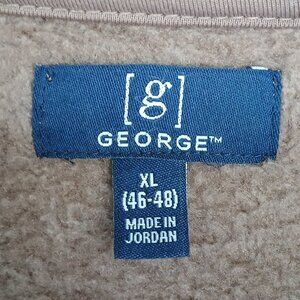 [g]
GEORGE™
XL
(46-48)
MADE IN
JORDAN